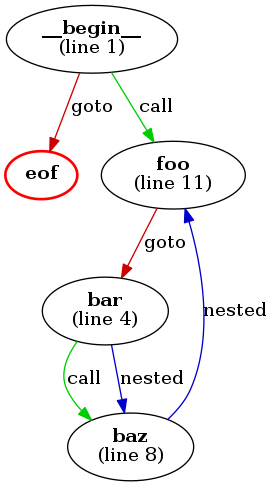 __begin__
(line 1)
goto
call
eof
foo
(line 11)
goto
nested
bar
(line 4)
call
nested
baz
(line 8)